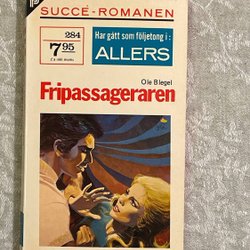 SUCCÉ-ROMANEN
284
7 95
Har gått som följetong i:
ALLERS
Ole Blegel
Fripassageraren